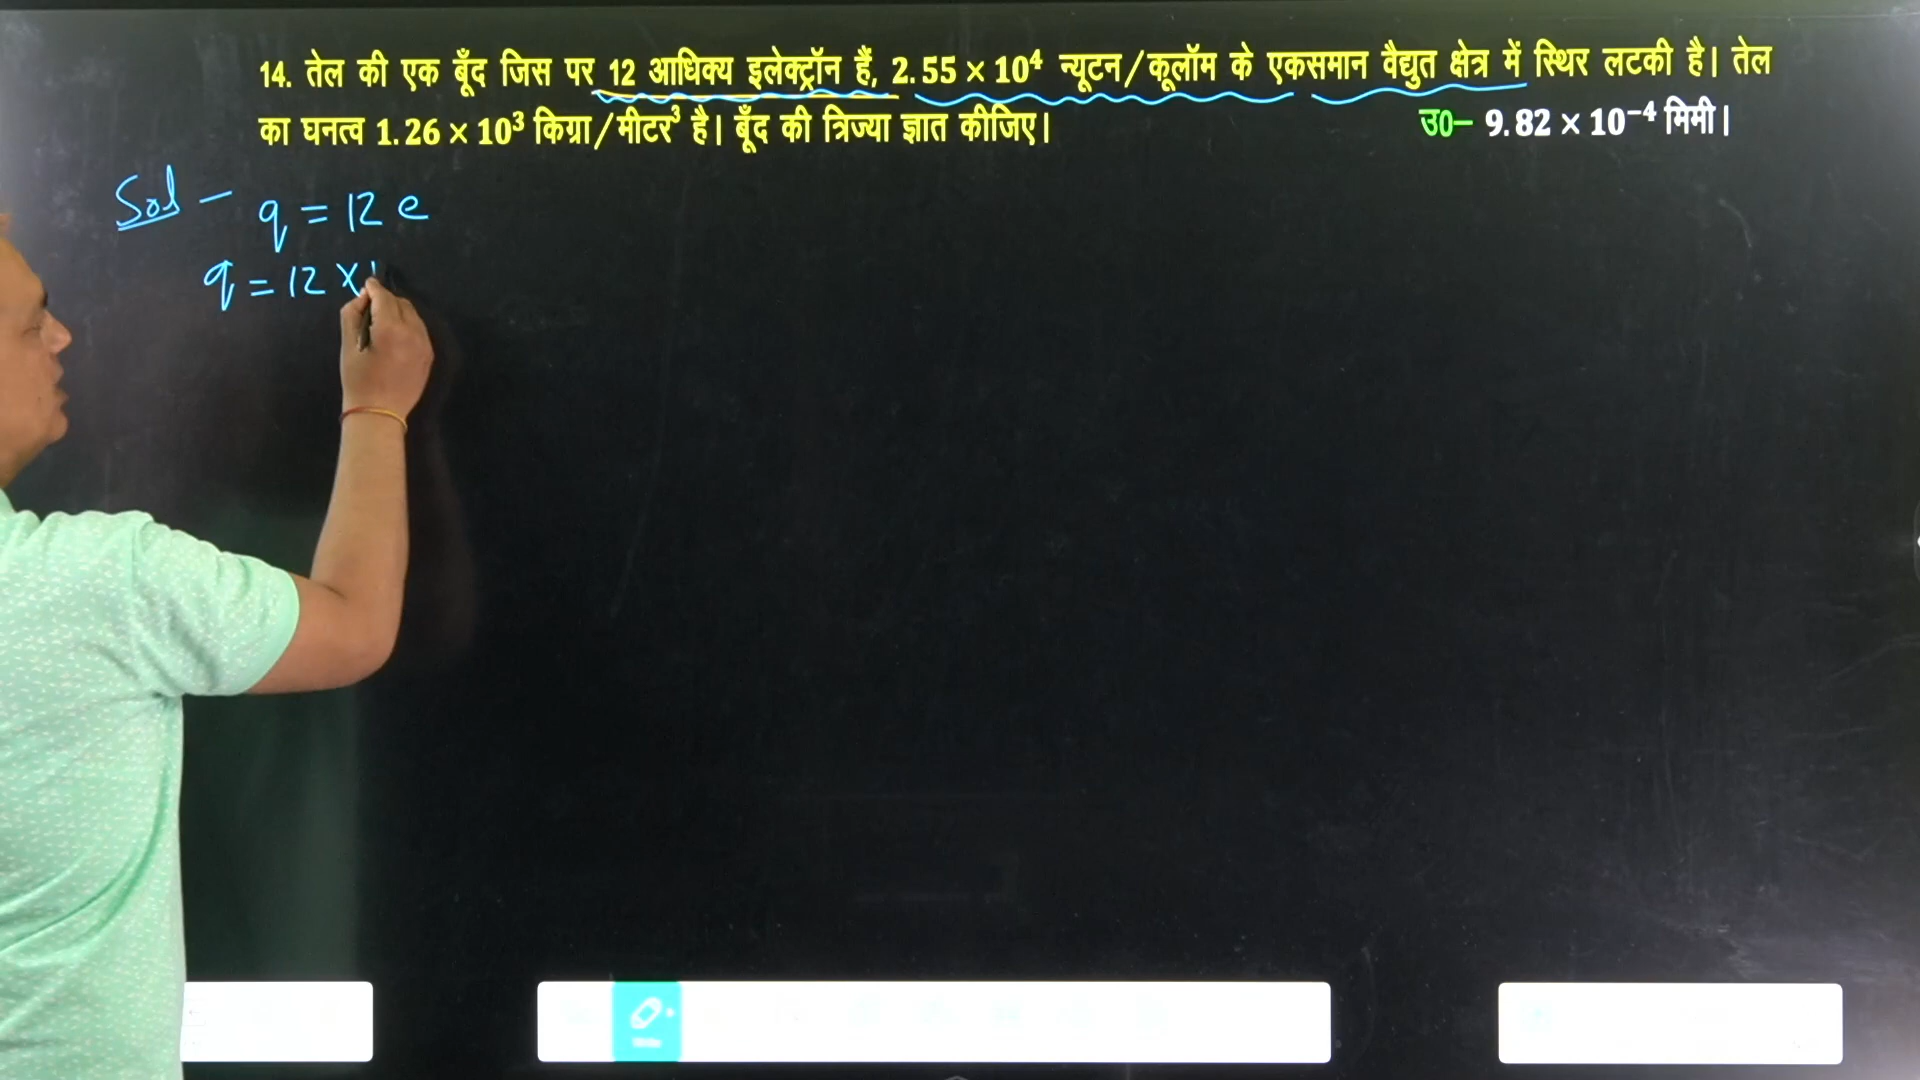 14. तेल की एक बूँद जिस पर 12 आधिक्य इलेक्ट्रॉन हैं, 2.55 × 10⁴ न्यूटन/कूलॉम के एकसमान वैद्युत क्षेत्र में स्थिर लटकी है। तेल
का घनत्व 1.26 × 10³ किग्रा/मीटर³ है। बूँद की त्रिज्या ज्ञात कीजिए। उ0– 9.82 × 10⁻⁴ मिमी।
Sol – q = 12 e
q = 12 ×